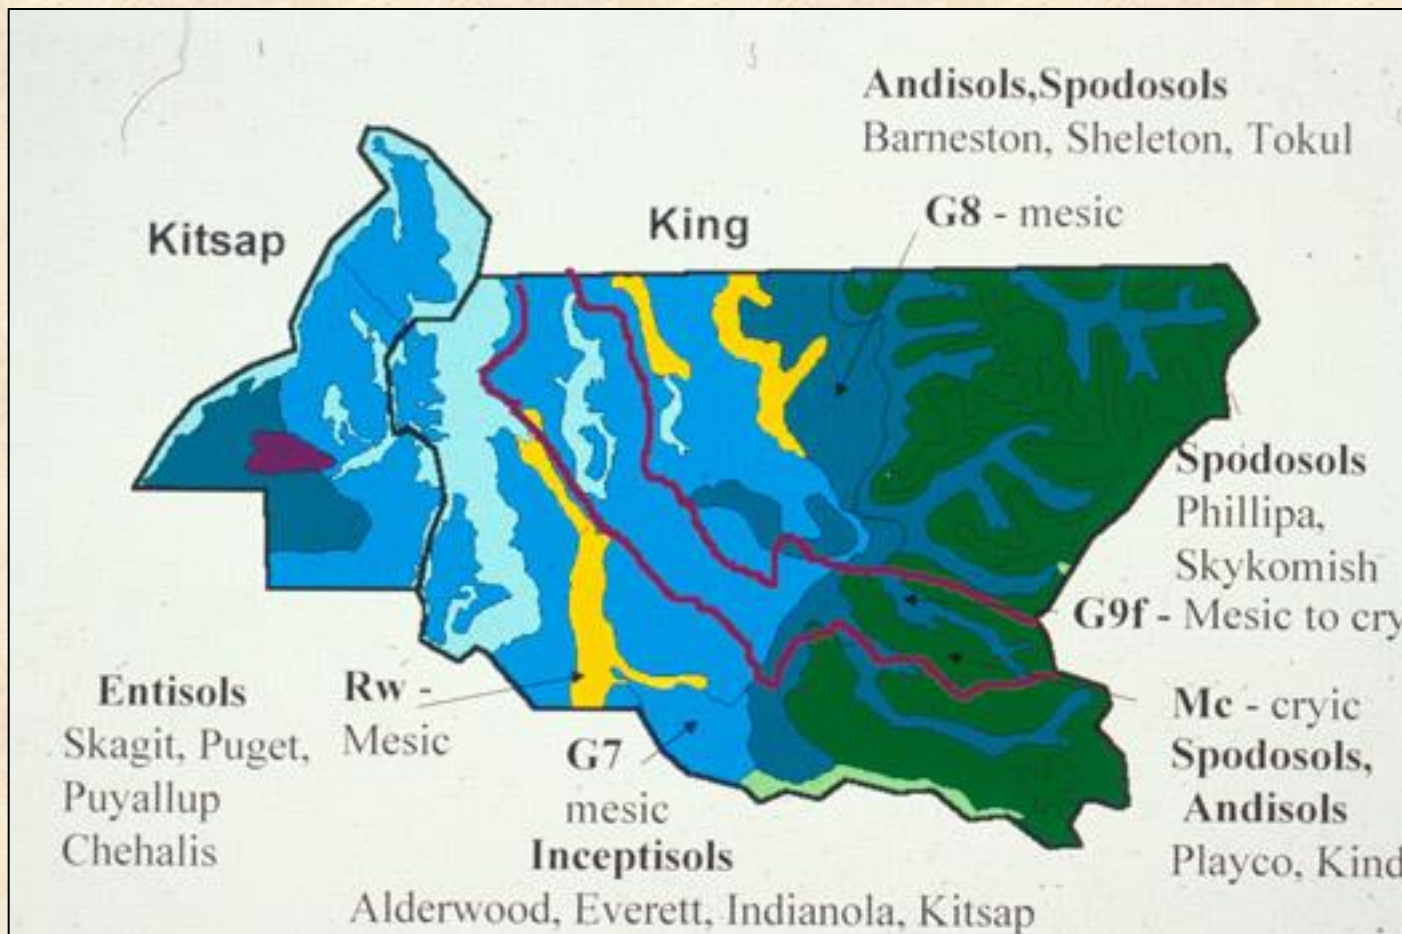 Andisols,Spodosols
Barneston, Sheleton, Tokul
G8 - mesic
Kitsap
King
Spodosols
Phillipa,
Skykomish
G9f - Mesic to cry
Mc - cryic
Spodosols,
Andisols
Playco, Kind
Entisols
Skagit, Puget,
Puyallup
Chehalis
Rw -
Mesic
G7
mesic
Inceptisols
Alderwood, Everett, Indianola, Kitsap